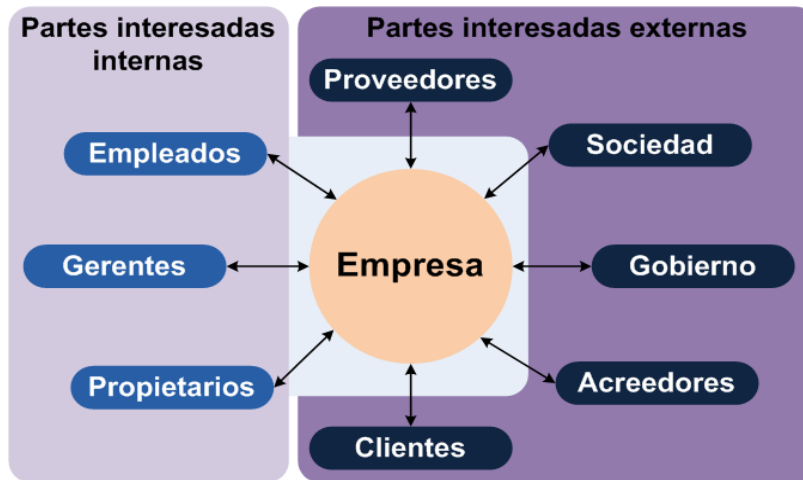 Partes interesadas
internas
Partes interesadas externas
Proveedores
Empleados
Sociedad
Gerentes
Empresa
Gobierno
Propietarios
Acreedores
Clientes